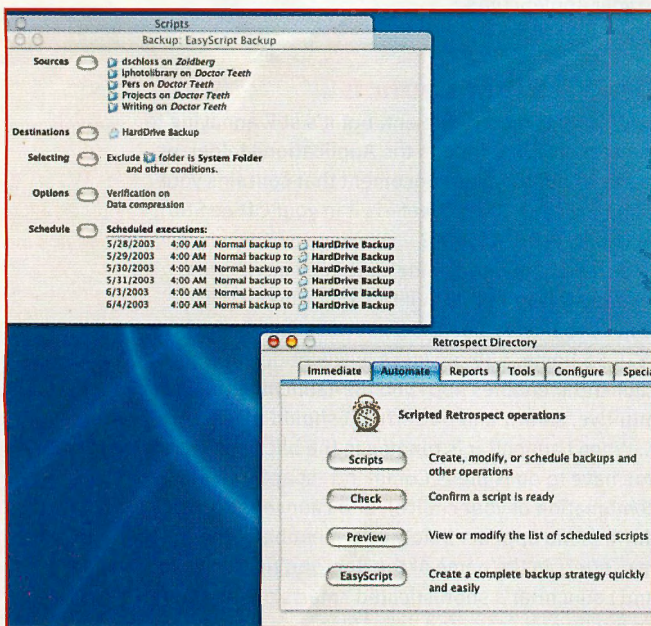 Scripts
Backup: EasyScript Backup
Sources
dschloss on Zoidberg
Iphotolibrary on Doctor Teeth
Pers on Doctor Teeth
Projects on Doctor Teeth
Writing on Doctor Teeth
Destinations
HardDrive Backup
Selecting
Exclude folder is System Folder
and other conditions.
Options
Verification on
Data compression
Schedule
Scheduled executions:
5/28/2003 4:00 AM Normal backup to HardDrive Backup
5/29/2003 4:00 AM Normal backup to HardDrive Backup
5/30/2003 4:00 AM Normal backup to HardDrive Backup
5/31/2003 4:00 AM Normal backup to HardDrive Backup
6/3/2003 4:00 AM Normal backup to HardDrive Backup
6/4/2003 4:00 AM Normal backup to HardDrive Backup
Retrospect Directory
Immediate Automate Reports Tools Configure Specia
Scripted Retrospect operations
Scripts
Create, modify, or schedule backups and
other operations
Check
Confirm a script is ready
Preview
View or modify the list of scheduled scripts
EasyScript
Create a complete backup strategy quickly
and easily